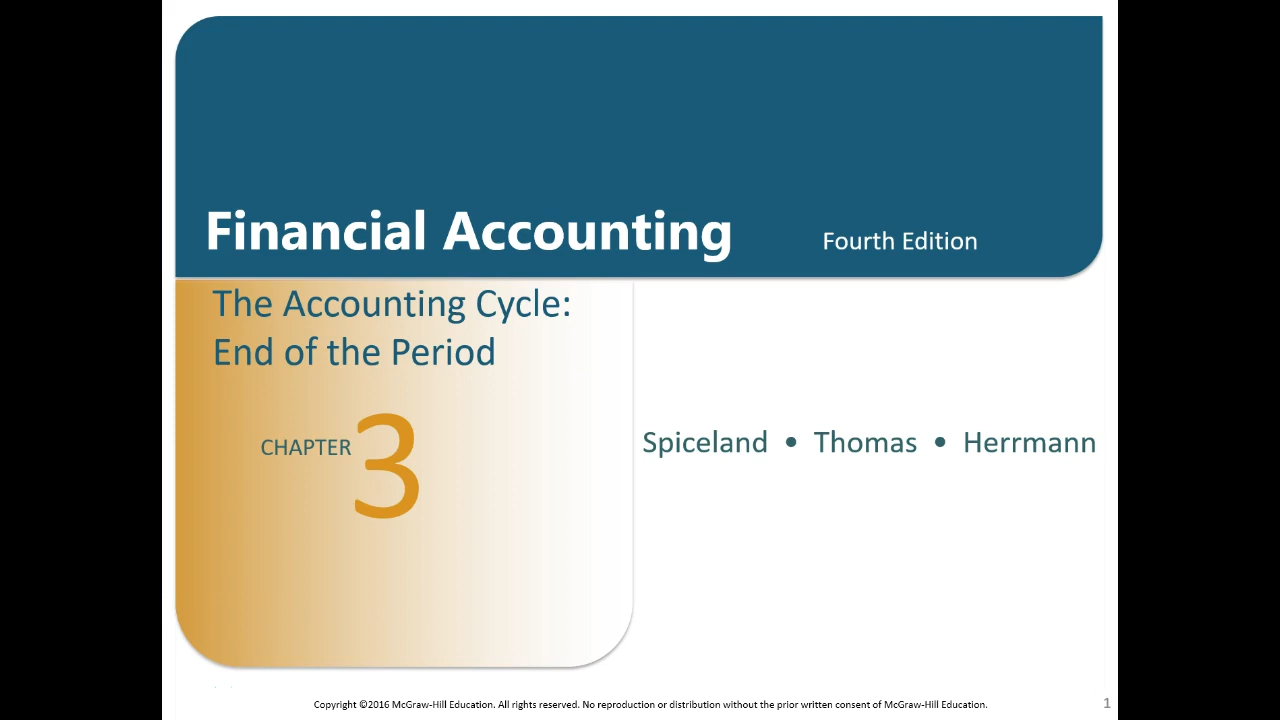 Financial Accounting Fourth Edition
The Accounting Cycle:
End of the Period
CHAPTER 3
Spiceland • Thomas • Herrmann
Copyright ©2016 McGraw-Hill Education. All rights reserved. No reproduction or distribution without the prior written consent of McGraw-Hill Education.
1